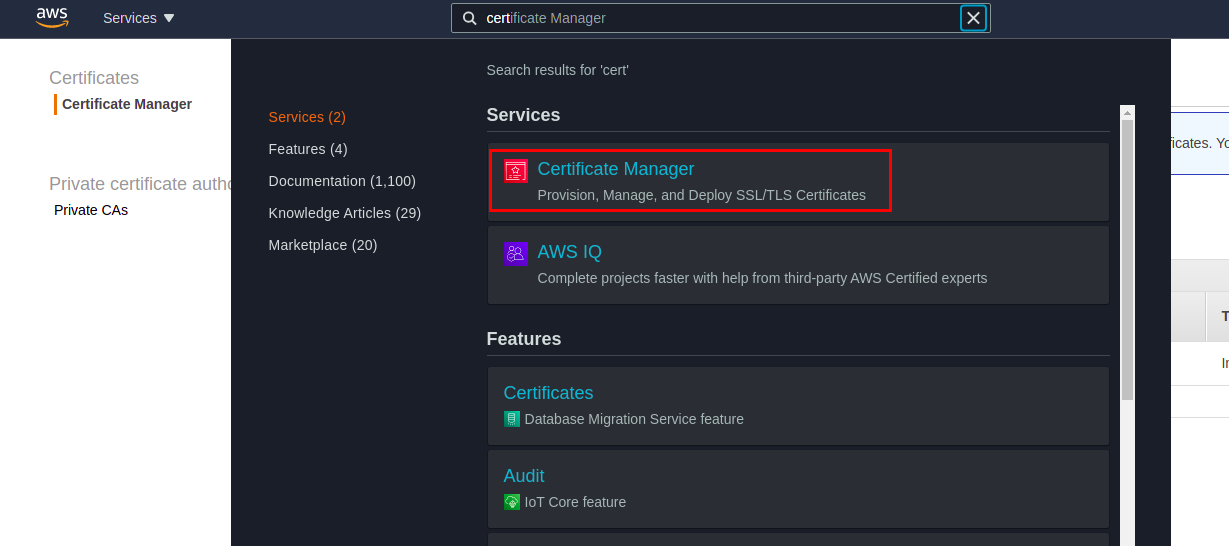 aws
Services
certificate Manager
Certificates
Certificate Manager
Private certificate autho
Private CAs
Search results for 'cert'
Services (2)
Features (4)
Documentation (1,100)
Knowledge Articles (29)
Marketplace (20)
Services
Certificate Manager
Provision, Manage, and Deploy SSL/TLS Certificates
AWS IQ
Complete projects faster with help from third-party AWS Certified experts
Features
Certificates
Database Migration Service feature
Audit
IoT Core feature
icates. Yo
T